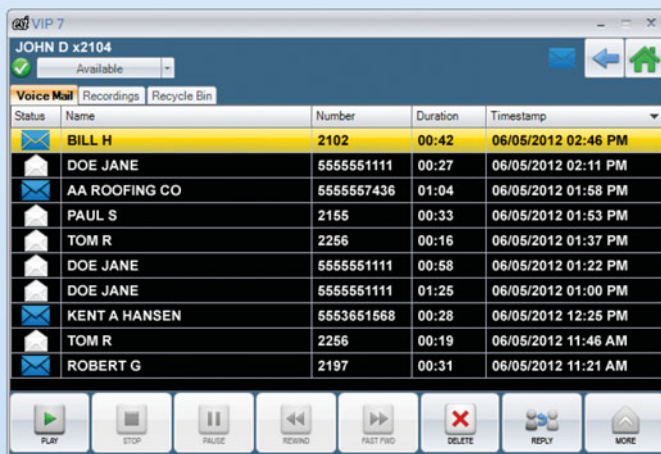 esi VIP 7
JOHN D x2104
Available
Voice Mail Recordings Recycle Bin
Status Name Number Duration Timestamp
BILL H 2102 00:42 06/05/2012 02:46 PM
DOE JANE 5555551111 00:27 06/05/2012 02:11 PM
AA ROOFING CO 5555557436 01:04 06/05/2012 01:58 PM
PAUL S 2155 00:33 06/05/2012 01:53 PM
TOM R 2256 00:16 06/05/2012 01:37 PM
DOE JANE 5555551111 00:58 06/05/2012 01:22 PM
DOE JANE 5555551111 01:25 06/05/2012 01:00 PM
KENT A HANSEN 5553651568 00:28 06/05/2012 12:25 PM
TOM R 2256 00:19 06/05/2012 11:46 AM
ROBERT G 2197 00:31 06/05/2012 11:21 AM
PLAY STOP PAUSE REWIND FAST FWD DELETE REPLY MORE